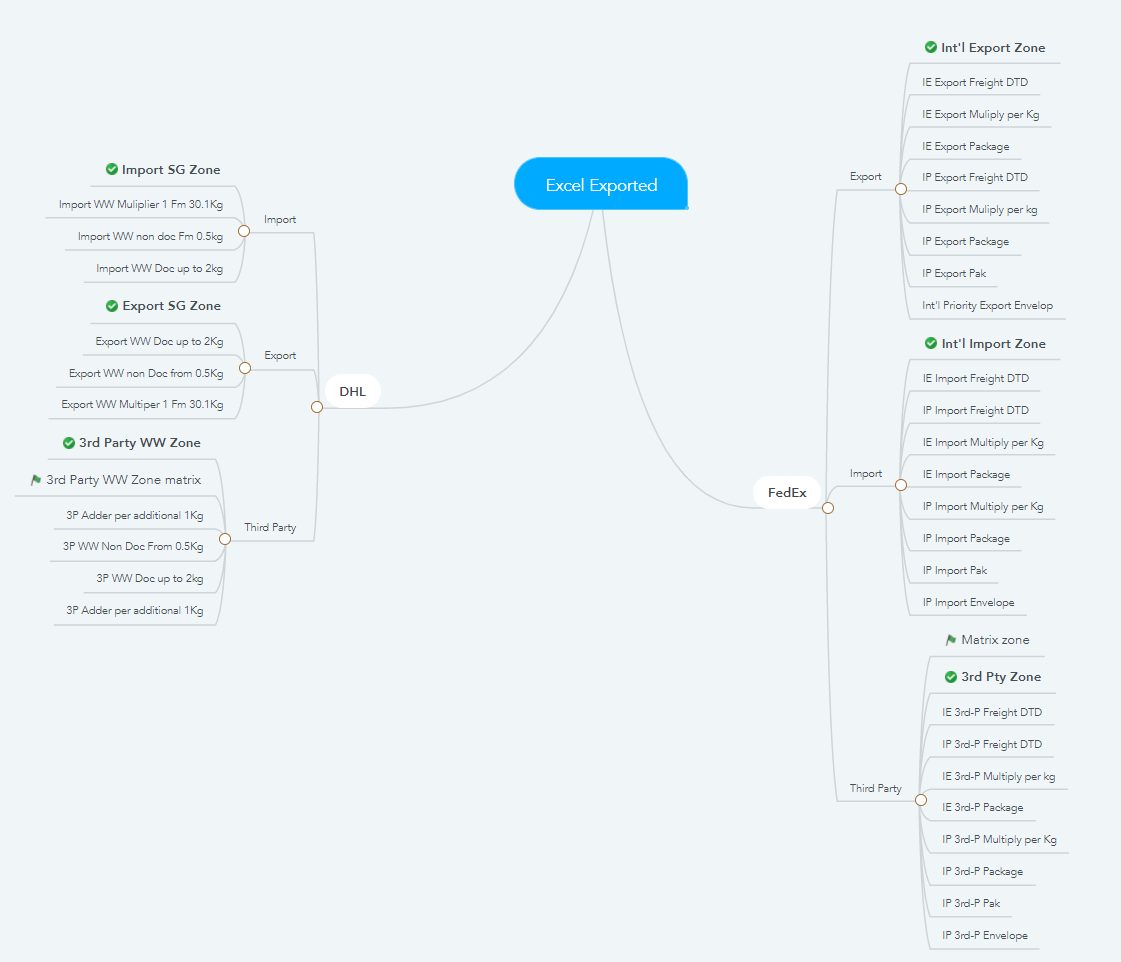 Excel Exported
DHL
Import
Import SG Zone
Import WW Muliplier 1 Fm 30.1Kg
Import WW non doc Fm 0.5kg
Import WW Doc up to 2kg
Export
Export SG Zone
Export WW Doc up to 2Kg
Export WW non Doc from 0.5Kg
Export WW Multiper 1 Fm 30.1Kg
Third Party
3rd Party WW Zone
3rd Party WW Zone matrix
3P Adder per additional 1Kg
3P WW Non Doc From 0.5Kg
3P WW Doc up to 2kg
3P Adder per additional 1Kg
FedEx
Export
Int'l Export Zone
IE Export Freight DTD
IE Export Muliply per Kg
IE Export Package
IP Export Freight DTD
IP Export Muliply per kg
IP Export Package
IP Export Pak
Int'l Priority Export Envelop
Import
Int'l Import Zone
IE Import Freight DTD
IP Import Freight DTD
IE Import Multiply per Kg
IE Import Package
IP Import Multiply per Kg
IP Import Package
IP Import Pak
IP Import Envelope
Third Party
Matrix zone
3rd Pty Zone
IE 3rd-P Freight DTD
IP 3rd-P Freight DTD
IE 3rd-P Multiply per kg
IE 3rd-P Package
IP 3rd-P Multiply per Kg
IP 3rd-P Package
IP 3rd-P Pak
IP 3rd-P Envelope